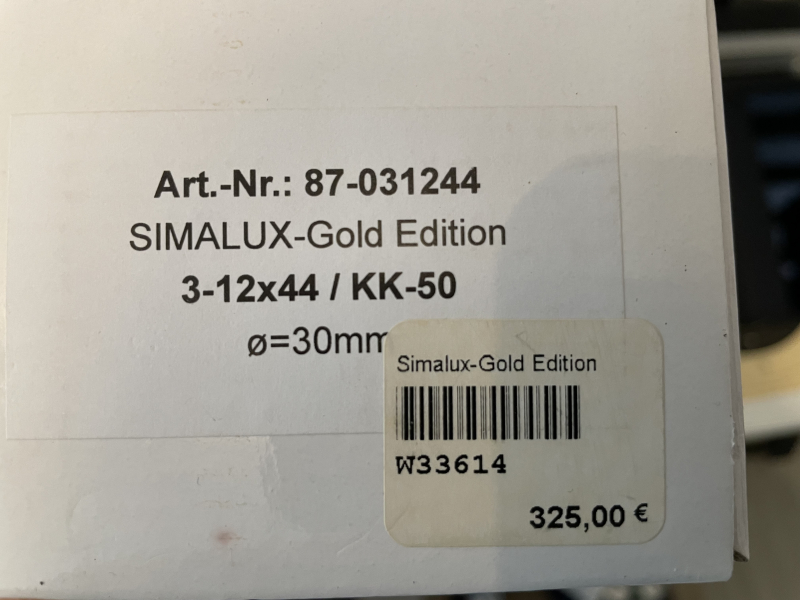 Art.-Nr.: 87-031244
SIMALUX-Gold Edition
3-12x44 / KK-50
ø=30mm
Simalux-Gold Edition
W33614
325,00 €